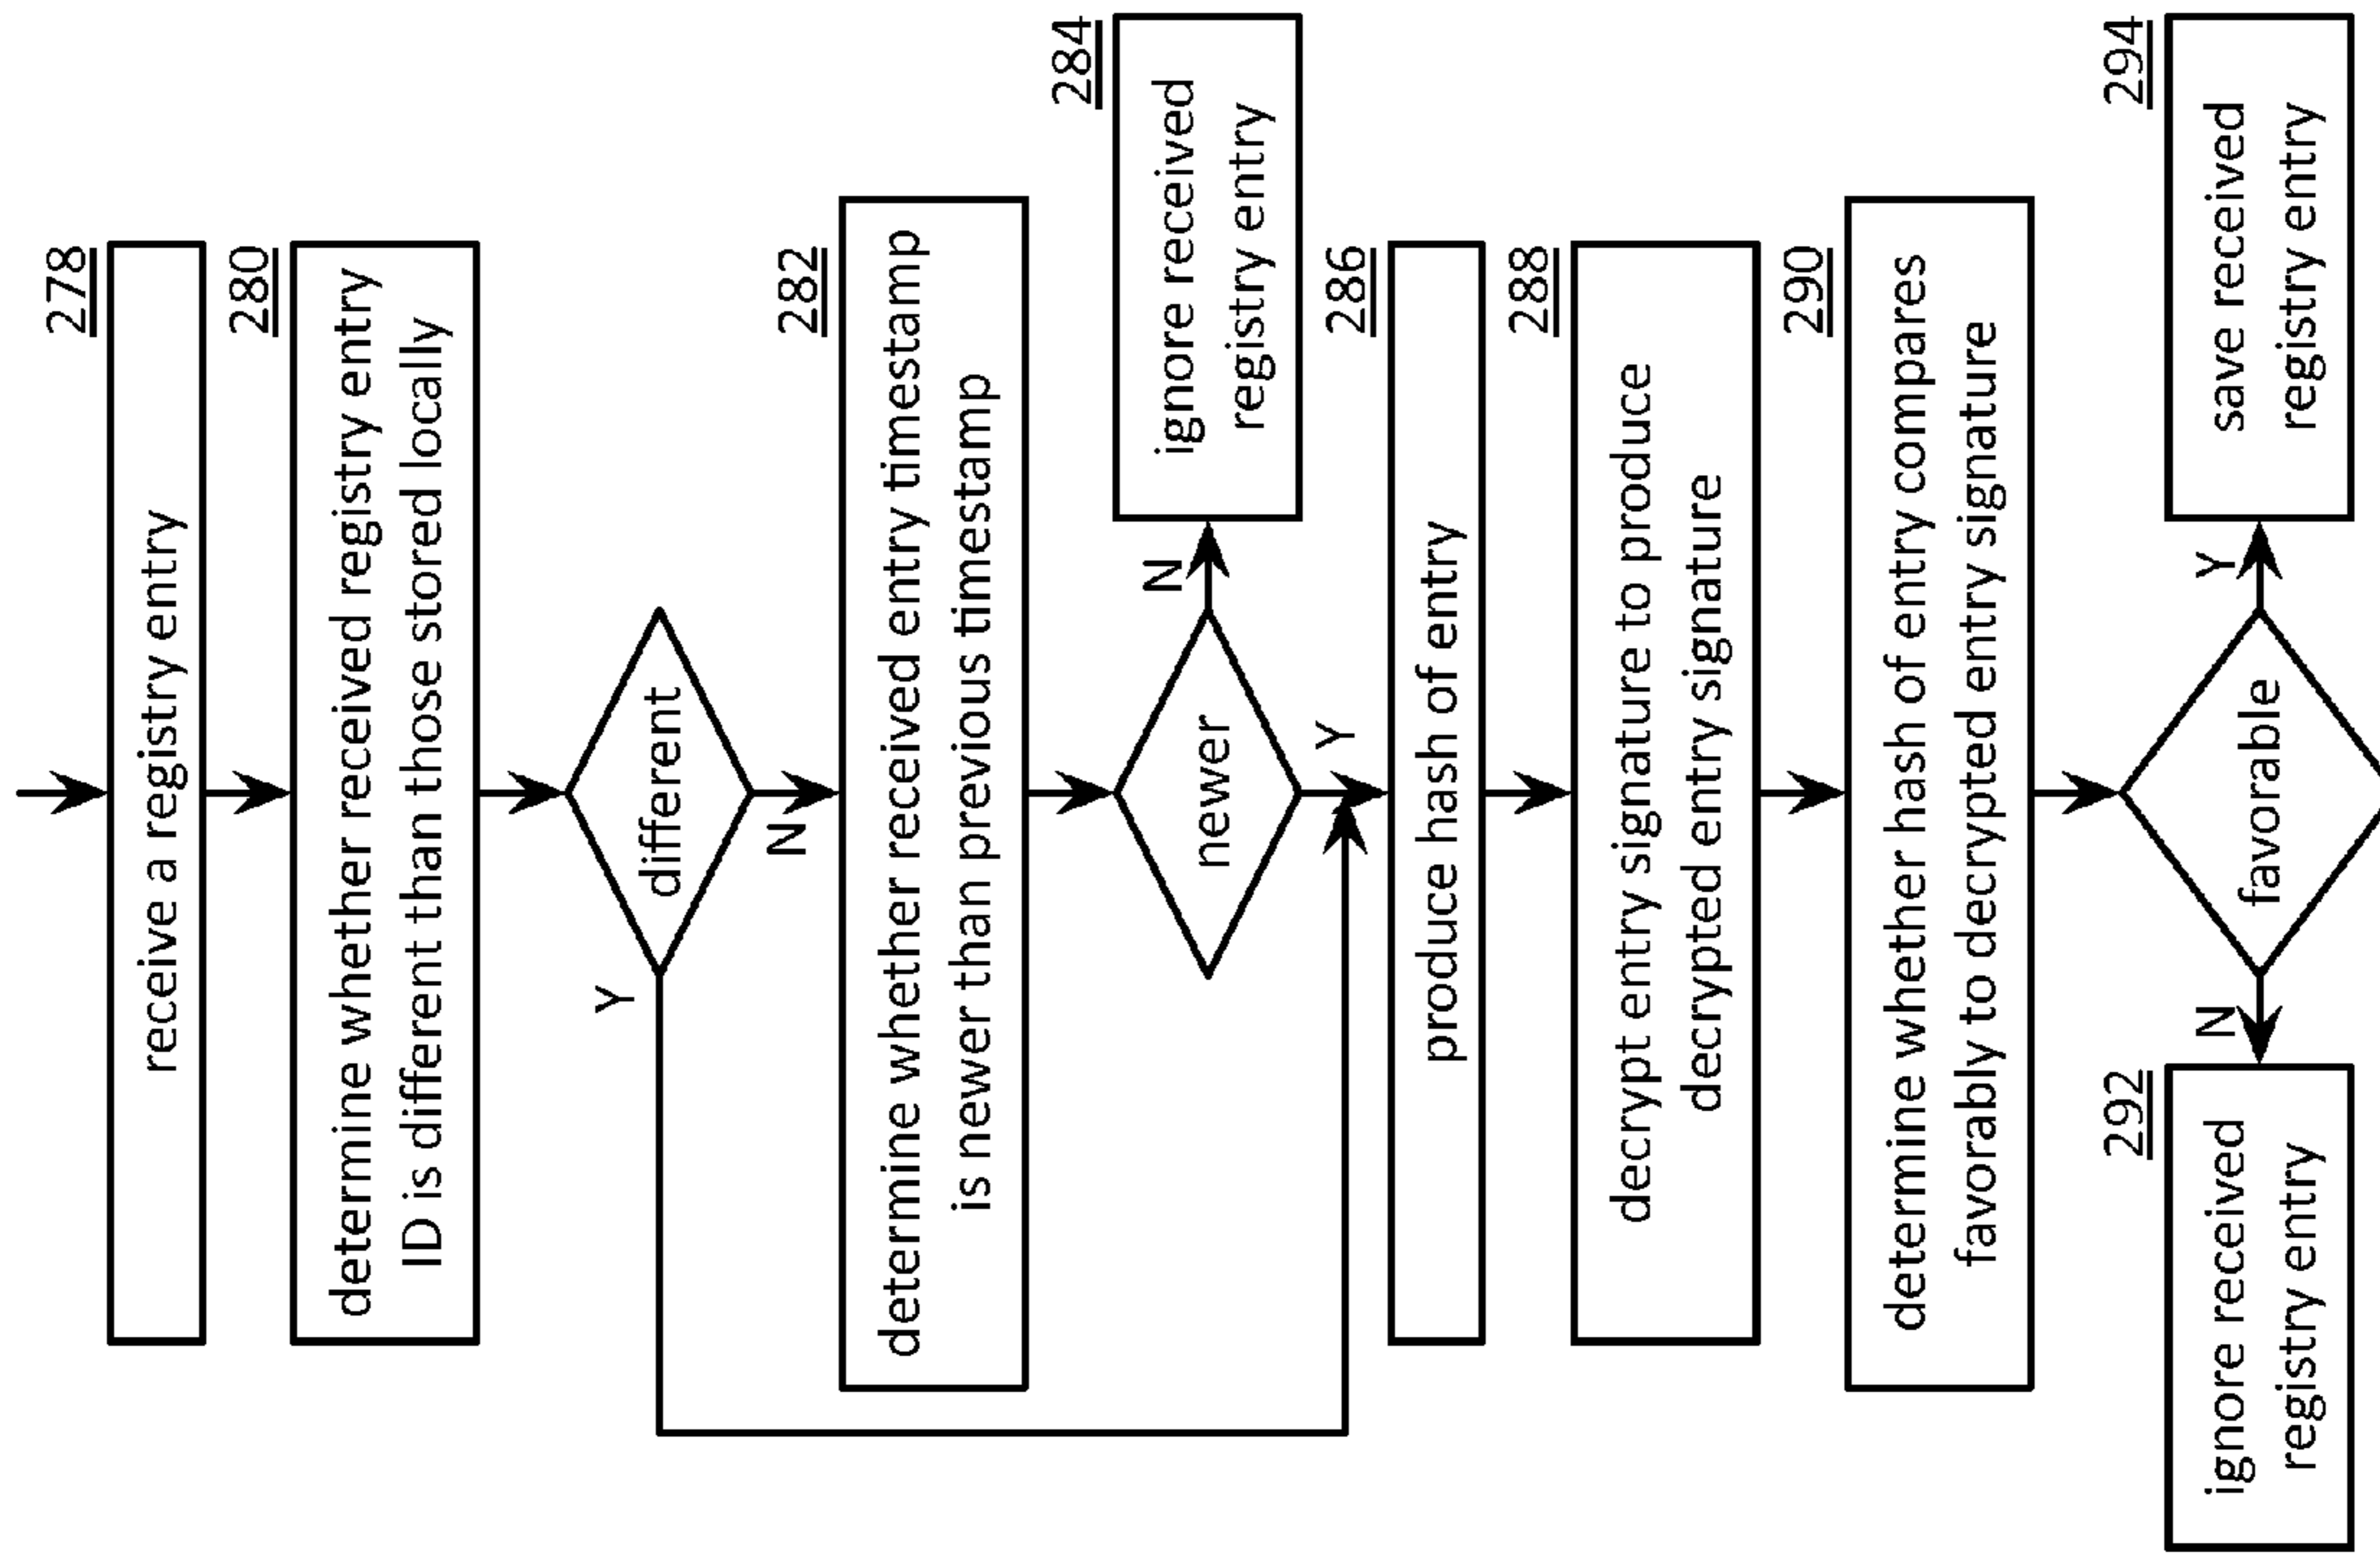 278
receive a registry entry
280
determine whether received registry entry
ID is different than those stored locally
different
Y
N
282
determine whether received entry timestamp
is newer than previous timestamp
newer
N
284
ignore received
registry entry
Y
286
produce hash of entry
288
decrypt entry signature to produce
decrypted entry signature
290
determine whether hash of entry compares
favorably to decrypted entry signature
favorable
N
Y
292
ignore received
registry entry
294
save received
registry entry